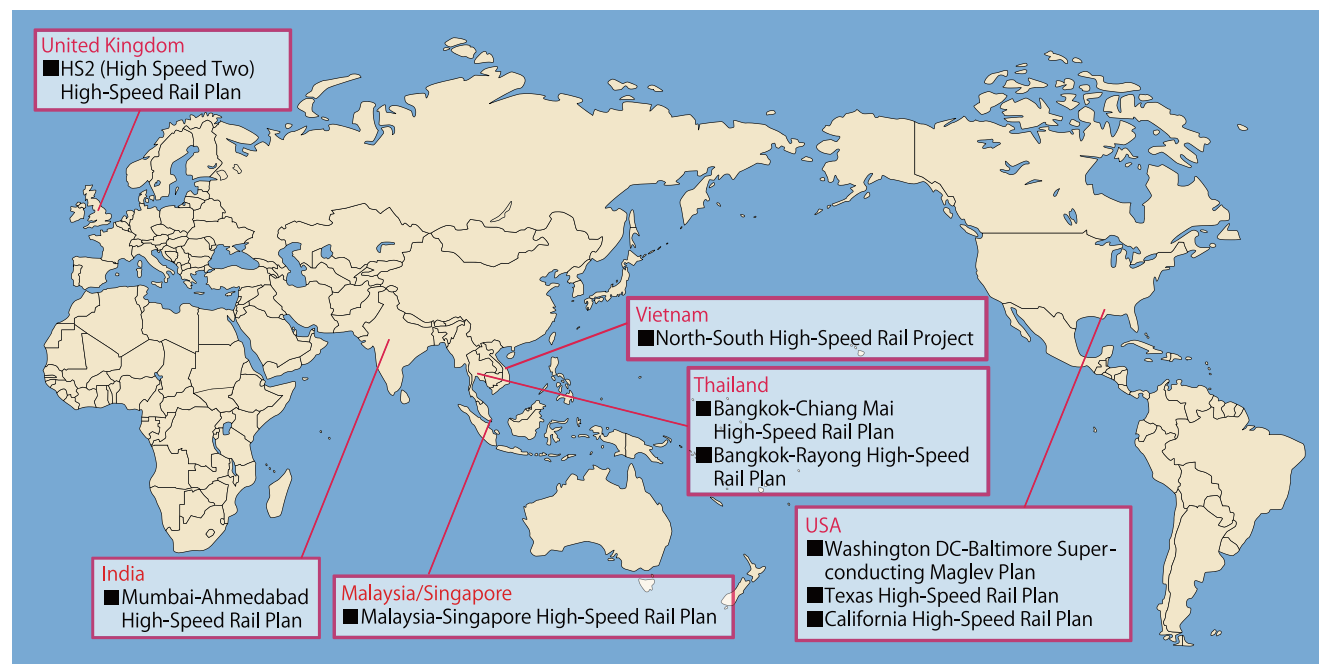 United Kingdom
■HS2 (High Speed Two)
High-Speed Rail Plan
Vietnam
■North-South High-Speed Rail Project
Thailand
■Bangkok-Chiang Mai
High-Speed Rail Plan
■Bangkok-Rayong High-Speed
Rail Plan
USA
■Washington DC-Baltimore Super-
conducting Maglev Plan
■Texas High-Speed Rail Plan
■California High-Speed Rail Plan
India
■Mumbai-Ahmedabad
High-Speed Rail Plan
Malaysia/Singapore
■Malaysia-Singapore High-Speed Rail Plan